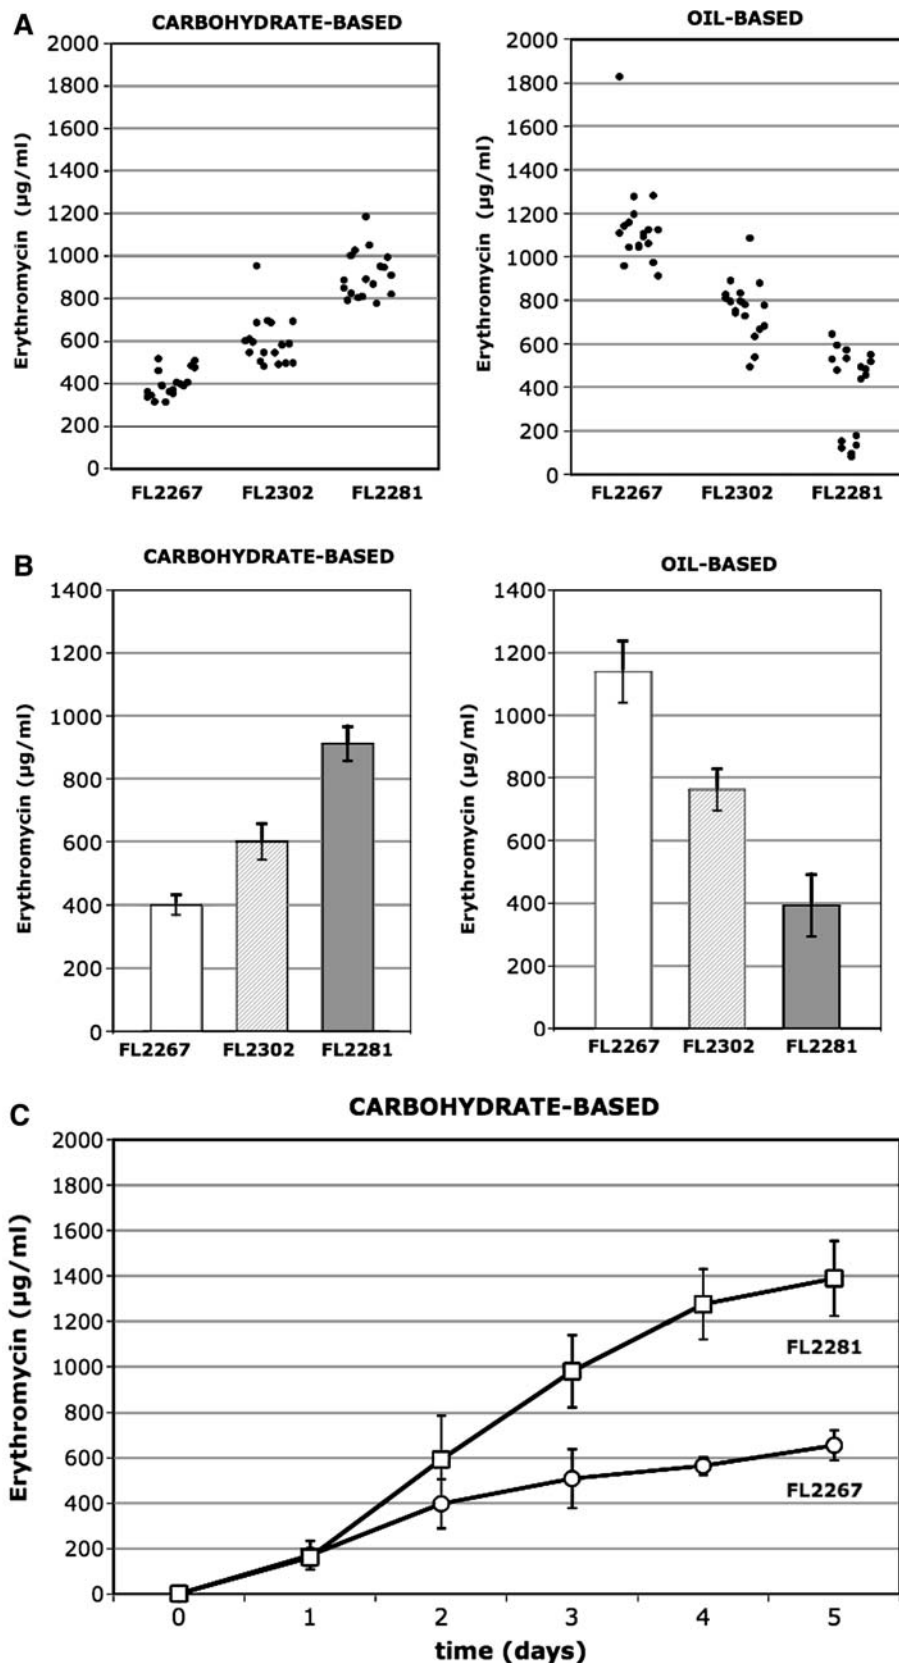 A
CARBOHYDRATE-BASED
Erythromycin (µg/ml)
2000
1800
1600
1400
1200
1000
800
600
400
200
0
FL2267 FL2302 FL2281
OIL-BASED
Erythromycin (µg/ml)
2000
1800
1600
1400
1200
1000
800
600
400
200
0
FL2267 FL2302 FL2281
B
CARBOHYDRATE-BASED
Erythromycin (µg/ml)
1400
1200
1000
800
600
400
200
0
FL2267 FL2302 FL2281
OIL-BASED
Erythromycin (µg/ml)
1400
1200
1000
800
600
400
200
0
FL2267 FL2302 FL2281
C
CARBOHYDRATE-BASED
Erythromycin (µg/ml)
2000
1800
1600
1400
1200
1000
800
600
400
200
0
FL2281
FL2267
0 1 2 3 4 5
time (days)